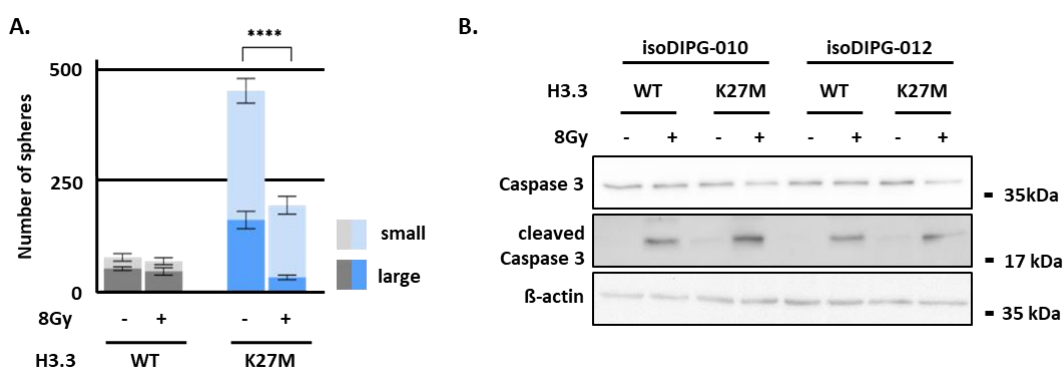 A.
****
500
250
0
Number of spheres
small
large
8Gy - + - +
H3.3 WT K27M
B.
isoDIPG-010 isoDIPG-012
H3.3 WT K27M WT K27M
8Gy - + - + - + - +
Caspase 3
- 35kDa
cleaved
Caspase 3
- 17 kDa
ß-actin
- 35 kDa